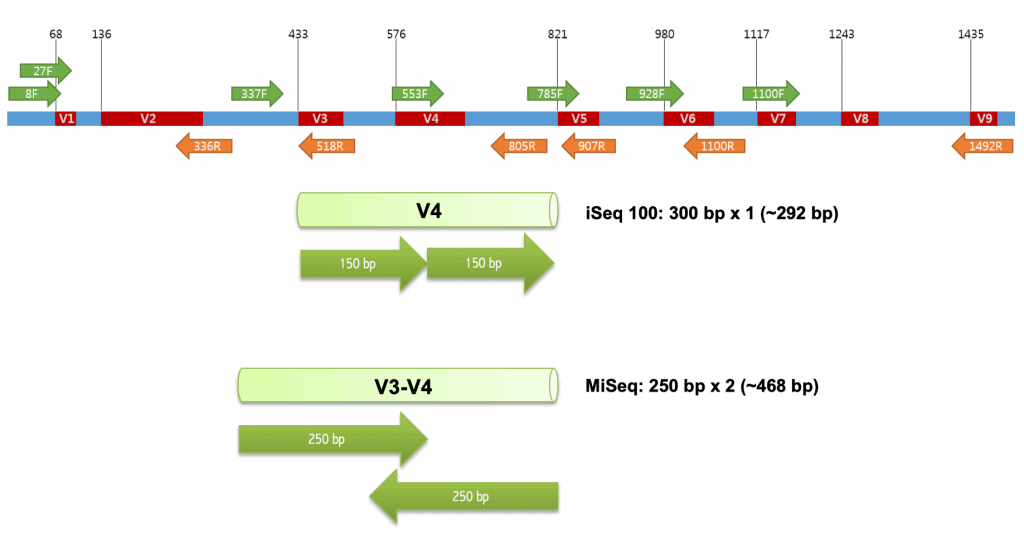 68 136 433 576 821 980 1117 1243 1435
27F
8F 337F 553F 785F 928F 1100F
V1 V2 V3 V4 V5 V6 V7 V8 V9
336R 518R 805R 907R 1100R 1492R
V4 iSeq 100: 300 bp x 1 (~292 bp)
150 bp 150 bp
V3-V4 MiSeq: 250 bp x 2 (~468 bp)
250 bp
250 bp